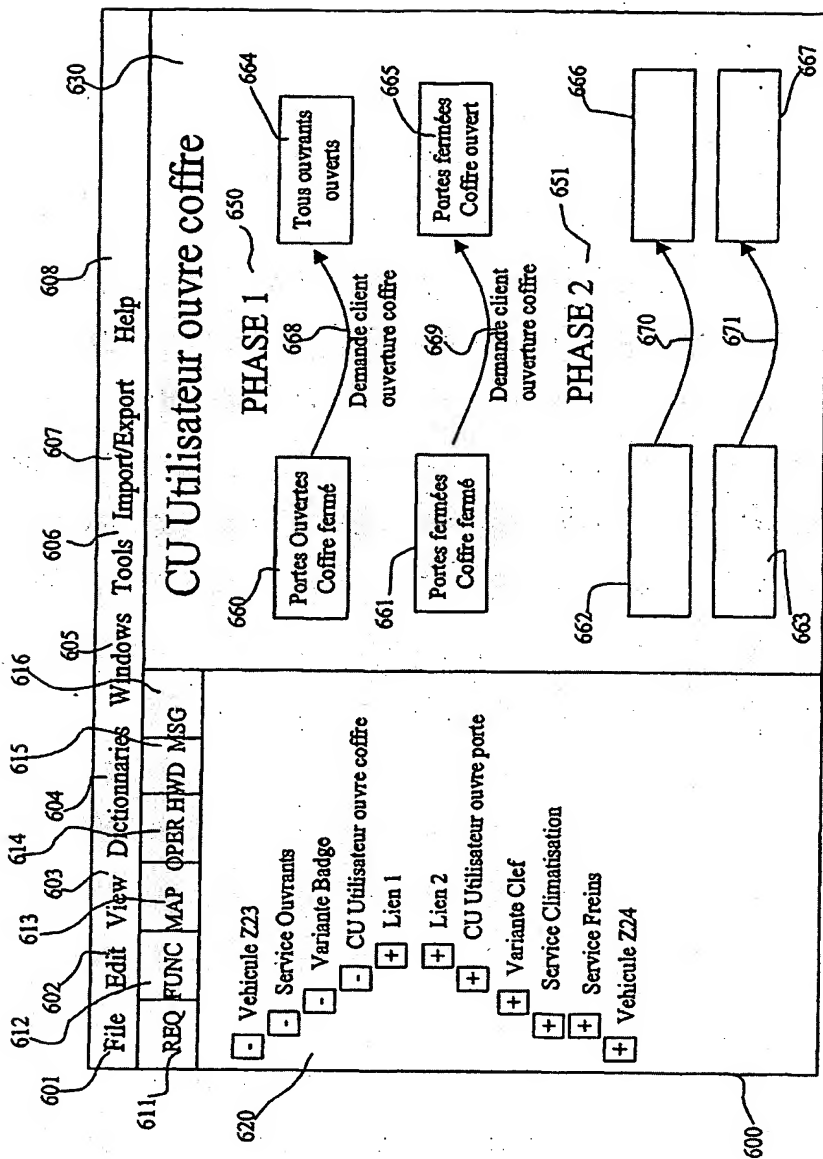 601
602
603
604
605
606
607
608
File Edit View Dictionnaries Windows Tools Import/Export Help
611
612
613
614
615
616
REQ FUNC MAP OPER HWD MSG
620
- Vehicule Z23
- Service Ouvrants
- Variante Badge
- CU Utilisateur ouvre coffre
+ Lien 1
+ Lien 2
+ CU Utilisateur ouvre porte
+ Variante Clef
+ Service Climatisation
+ Service Freins
+ Vehicule Z24
600
630
CU Utilisateur ouvre coffre
PHASE 1
650
660
Portes Ouvertes
Coffre fermé
668
Demande client
ouverture coffre
664
Tous ouvrants
ouverts
661
Portes fermées
Coffre fermé
669
Demande client
ouverture coffre
665
Portes fermées
Coffre ouvert
PHASE 2
651
662
670
666
663
671
667